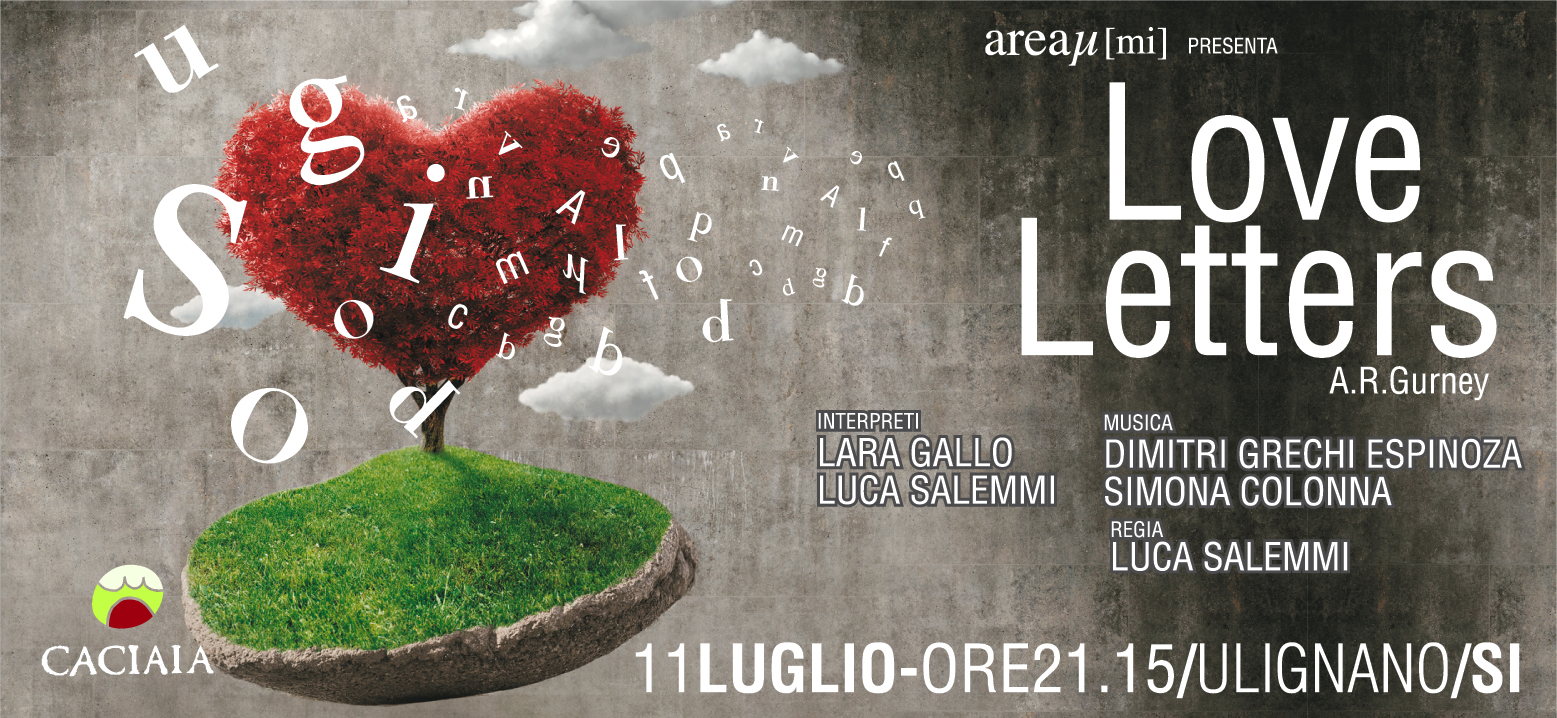 areaµ[mi] PRESENTA
Love
Letters
A.R.Gurney
INTERPRETI
LARA GALLO
LUCA SALEMMI
MUSICA
DIMITRI GRECHI ESPINOZA
SIMONA COLONNA
REGIA
LUCA SALEMMI
CACIAIA
11LUGLIO-ORE21.15/ULIGNANO/SI